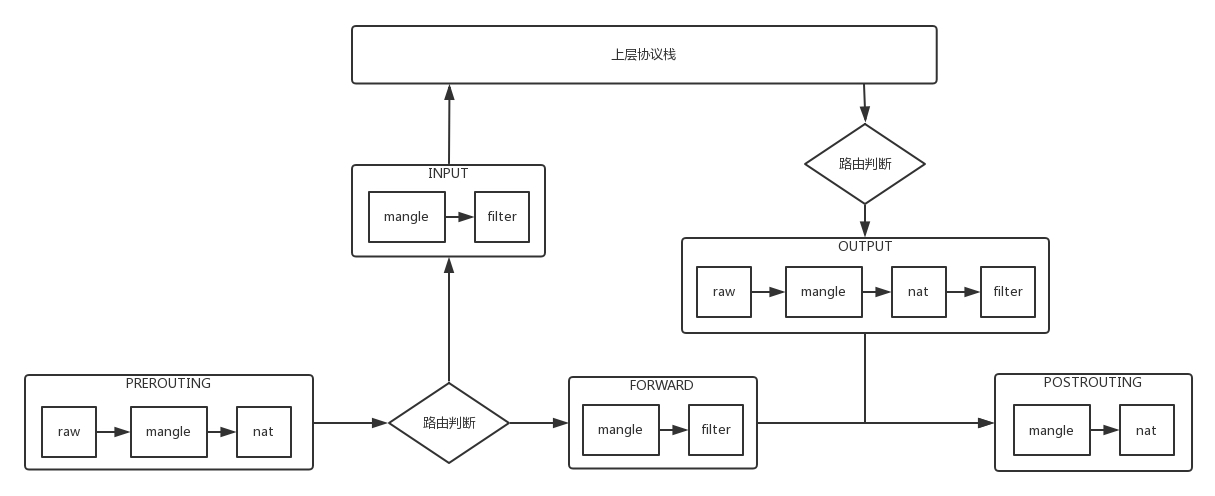 上层协议栈
路由判断
INPUT
mangle
filter
OUTPUT
raw
mangle
nat
filter
PREROUTING
raw
mangle
nat
路由判断
FORWARD
mangle
filter
POSTROUTING
mangle
nat